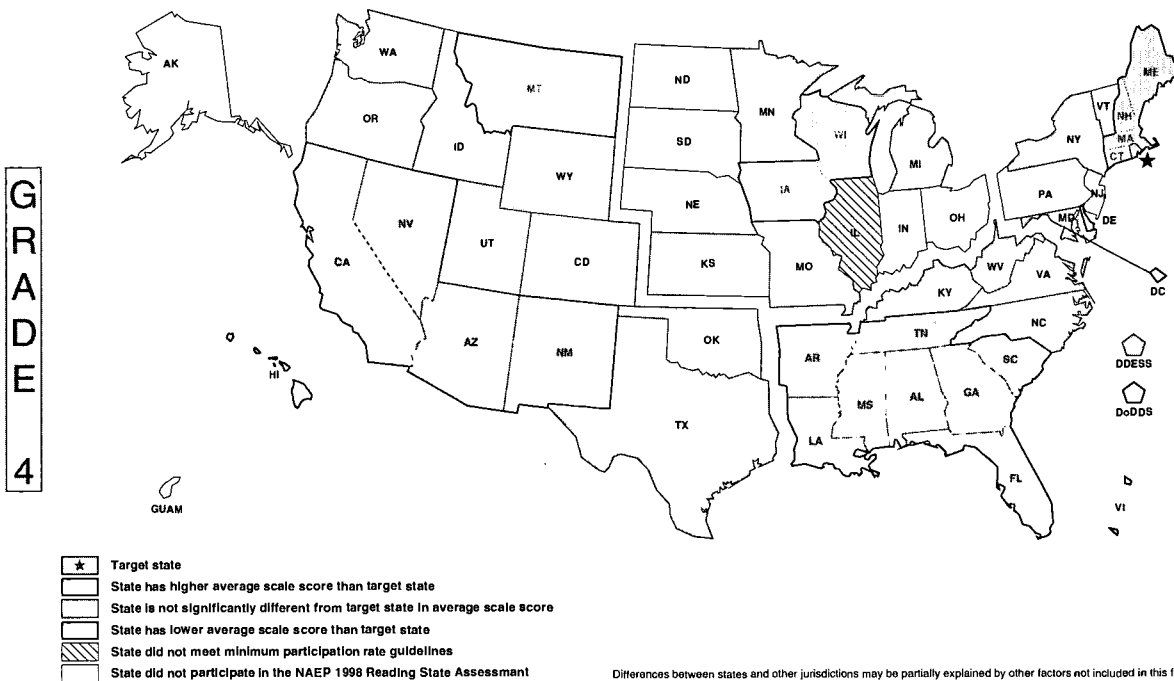 GRADE 4
AK
WA
MT
ND
MN
ME
VT
NH
OR
ID
SD
WI
MI
NY
MA
CT
WY
IA
PA
NJ
NV
NE
IL
IN
OH
MD
DE
CA
UT
CD
KS
MO
WV
VA
DC
KY
AZ
NM
OK
AR
TN
NC
HI
SC
DDESS
MS
AL
GA
DoDDS
TX
LA
FL
GUAM
VI
Target state
State has higher average scale score than target state
State is not significantly different from target state in average scale score
State has lower average scale score than target state
State did not meet minimum participation rate guidelines
State did not participate in the NAEP 1998 Reading State Assessmant
Differences between states and other jurisdictions may be partially explained by other factors not included in this f